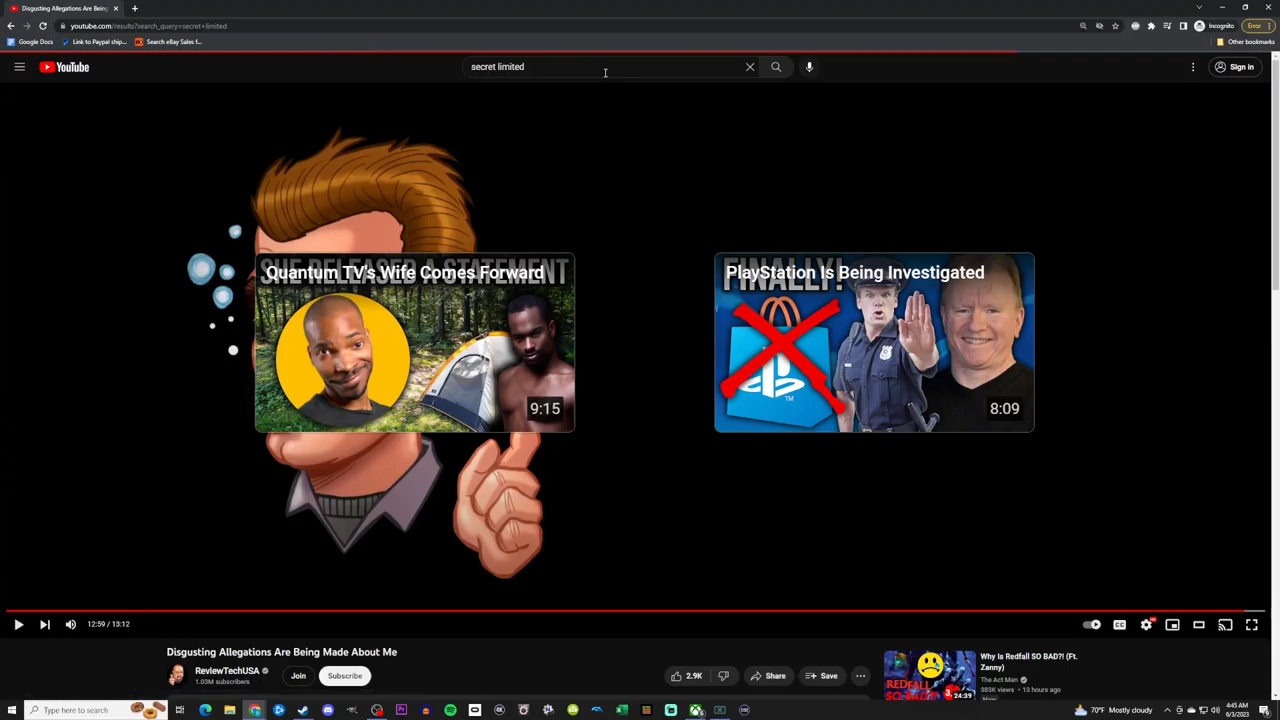 Disgusting Allegations Are Being
youtube.com/results?search_query=secret+limited
Incognito
Error
Google Docs
Link to Paypal ship...
Search eBay Sales f...
Other bookmarks
YouTube
secret limited
Sign in
SHE RELEASED A STATEMENT
Quantum TV's Wife Comes Forward
9:15
FINALLY!
PlayStation Is Being Investigated
TM
8:09
12:59 / 13:12
CC
Disgusting Allegations Are Being Made About Me
ReviewTechUSA
1.03M subscribers
Join
Subscribe
2.9K
Share
Save
REDFALL
SO BAD?!
24:39
Why Is Redfall SO BAD?! (Ft.
Zanny)
The Act Man
383K views • 13 hours ago
New
Type here to search
70°F Mostly cloudy
4:45 AM
6/3/2023